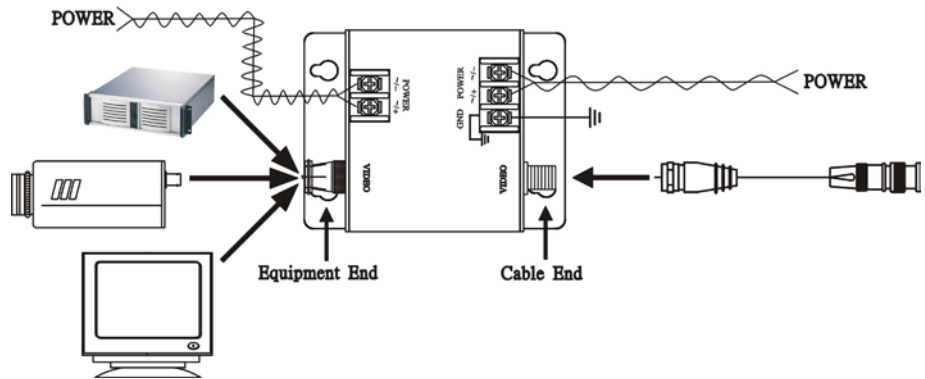 POWER
POWER
~/-
~/+
~/-
POWER
~/+
GND
POWER
VIDEO
VIDEO
Equipment End
Cable End